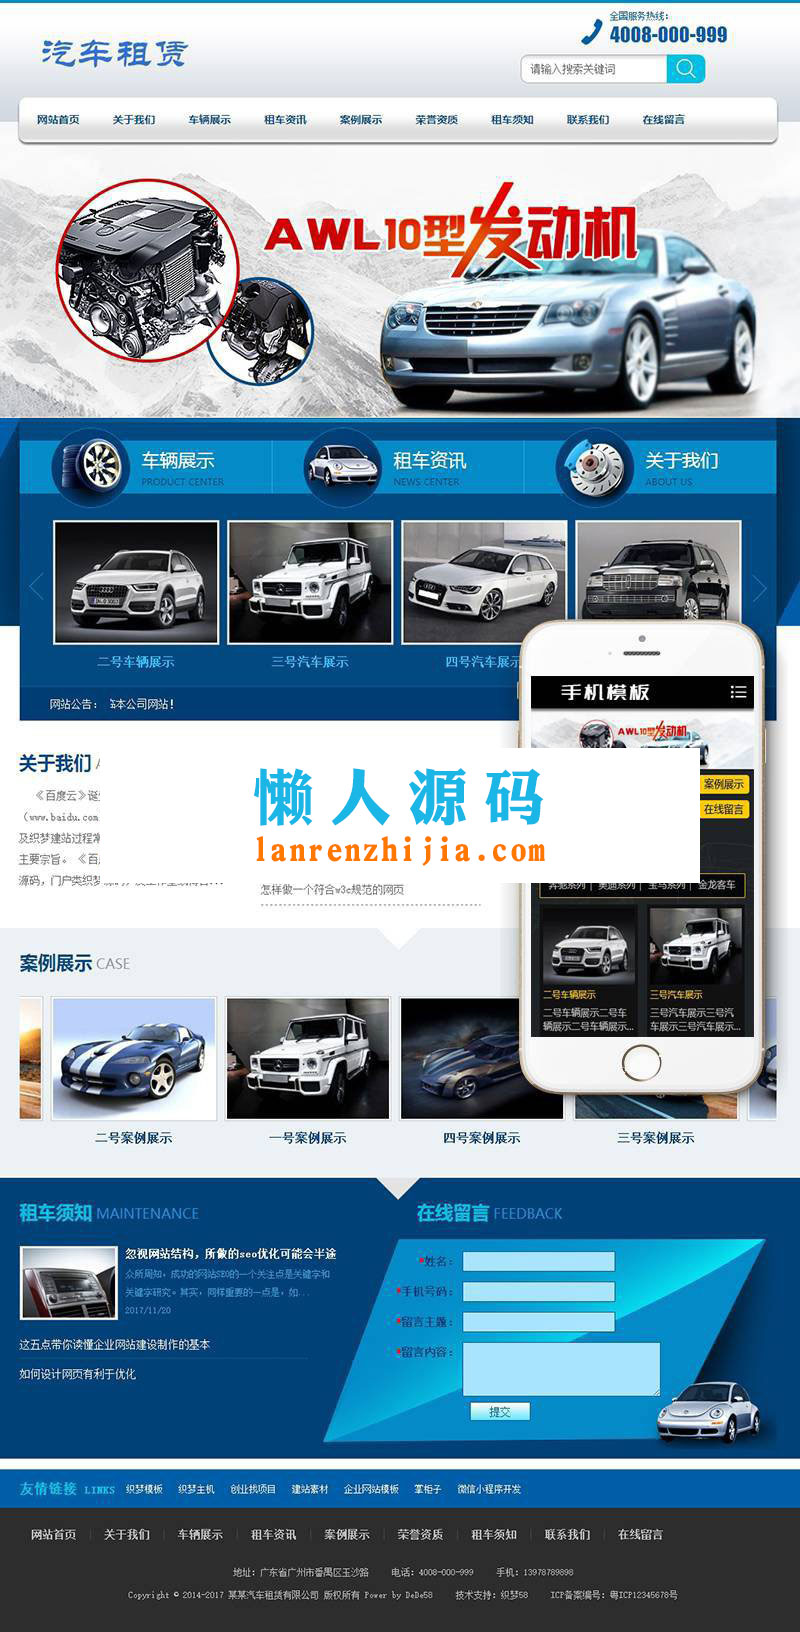 全国服务热线：
4008-000-999
汽车租赁
请输入搜索关键词
网站首页 关于我们 车辆展示 租车资讯 案例展示 荣誉资质 租车须知 联系我们 在线留言
AWL10型发动机
车辆展示 租车资讯 关于我们
PRODUCT CENTER NEWS CENTER ABOUT US
二号车辆展示 三号汽车展示 四号汽车展示
网站公告： 本公司网站！
手机模板
AWL10型发动机
案例展示
在线留言
奔驰系列 | 奥迪系列 | 宝马系列 | 金龙客车
二号车辆展示 三号汽车展示
二号车辆展示二号车 三号汽车展示三号汽
辆展示二号车辆展示... 车展示三号汽车展示...
关于我们
《百度云》诞
（www.baidu.com
及织梦建站过程常
主要宗旨。《百
源码，门户类织梦
懒人源码
lanrenzhijia.com
怎样做一个符合w3c规范的网页
案例展示 CASE
二号案例展示 一号案例展示 四号案例展示 三号案例展示
租车须知 MAINTENANCE
忽视网站结构，所做的seo优化可能会半途
众所周知，成功的网站SEO的一个关注点是关键字和
关键字研究。其实，同样重要的一点是，如...
2017/11/20
这五点带你读懂企业网站建设制作的基本
如何设计网页有利于优化
在线留言 FEEDBACK
*姓名：
*手机号码：
*留言主题：
*留言内容：
提交
友情链接 LINKS 织梦模板 织梦主机 创业找项目 建站素材 企业网站模板 掌柜子 微信小程序开发
网站首页 关于我们 车辆展示 租车资讯 案例展示 荣誉资质 租车须知 联系我们 在线留言
地址：广东省广州市番禺区玉沙路 电话：4008-000-999 手机：13978789898
Copyright © 2014-2017 某某汽车租赁有限公司 版权所有 Power by DeDe58 技术支持：织梦58 ICP备案编号：粤ICP12345678号